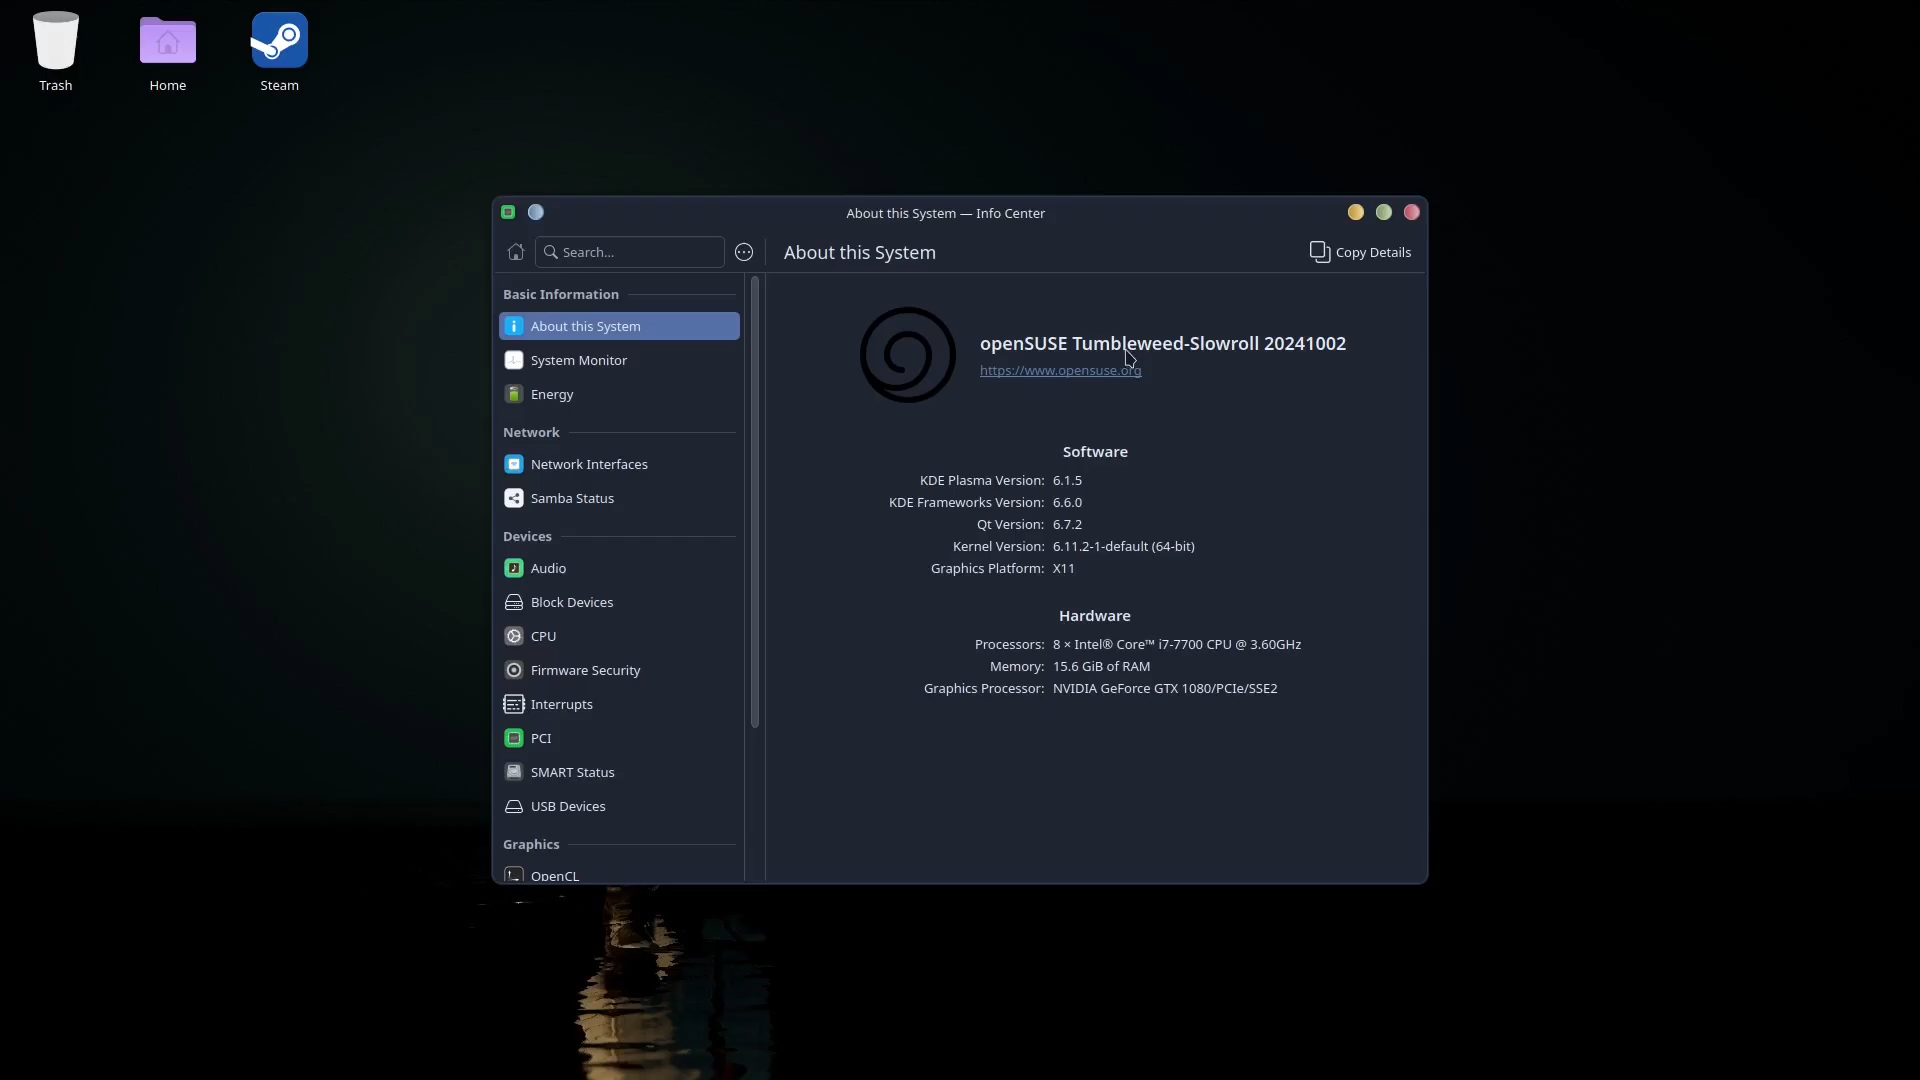 Trash
Home
Steam
About this System — Info Center
Search...
About this System
Copy Details
Basic Information
About this System
System Monitor
Energy
Network
Network Interfaces
Samba Status
Devices
Audio
Block Devices
CPU
Firmware Security
Interrupts
PCI
SMART Status
USB Devices
Graphics
OpenCL
openSUSE Tumbleweed-Slowroll 20241002
https://www.opensuse.org
Software
KDE Plasma Version: 6.1.5
KDE Frameworks Version: 6.6.0
Qt Version: 6.7.2
Kernel Version: 6.11.2-1-default (64-bit)
Graphics Platform: X11
Hardware
Processors: 8 × Intel® Core™ i7-7700 CPU @ 3.60GHz
Memory: 15.6 GiB of RAM
Graphics Processor: NVIDIA GeForce GTX 1080/PCIe/SSE2